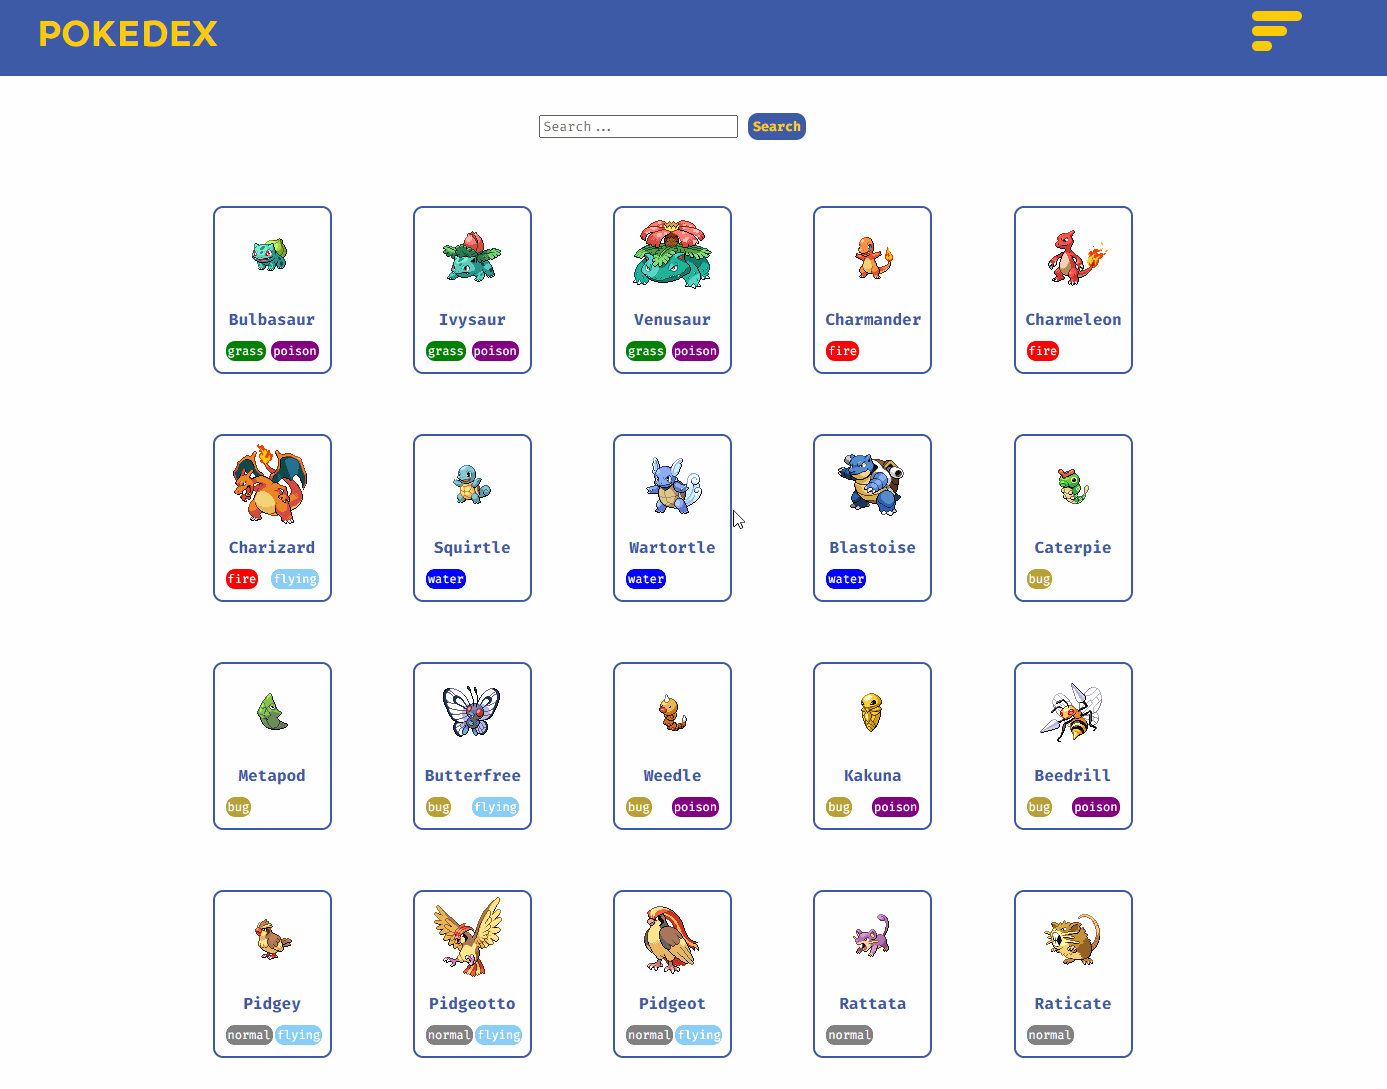 POKEDEX
Search ... Search
Bulbasaur Ivysaur Venusaur Charmander Charmeleon
grass poison grass poison grass poison fire fire
Charizard Squirtle Wartortle Blastoise Caterpie
fire flying water water water bug
Metapod Butterfree Weedle Kakuna Beedrill
bug bug flying bug poison bug poison bug poison
Pidgey Pidgeotto Pidgeot Rattata Raticate
normal flying normal flying normal flying normal normal